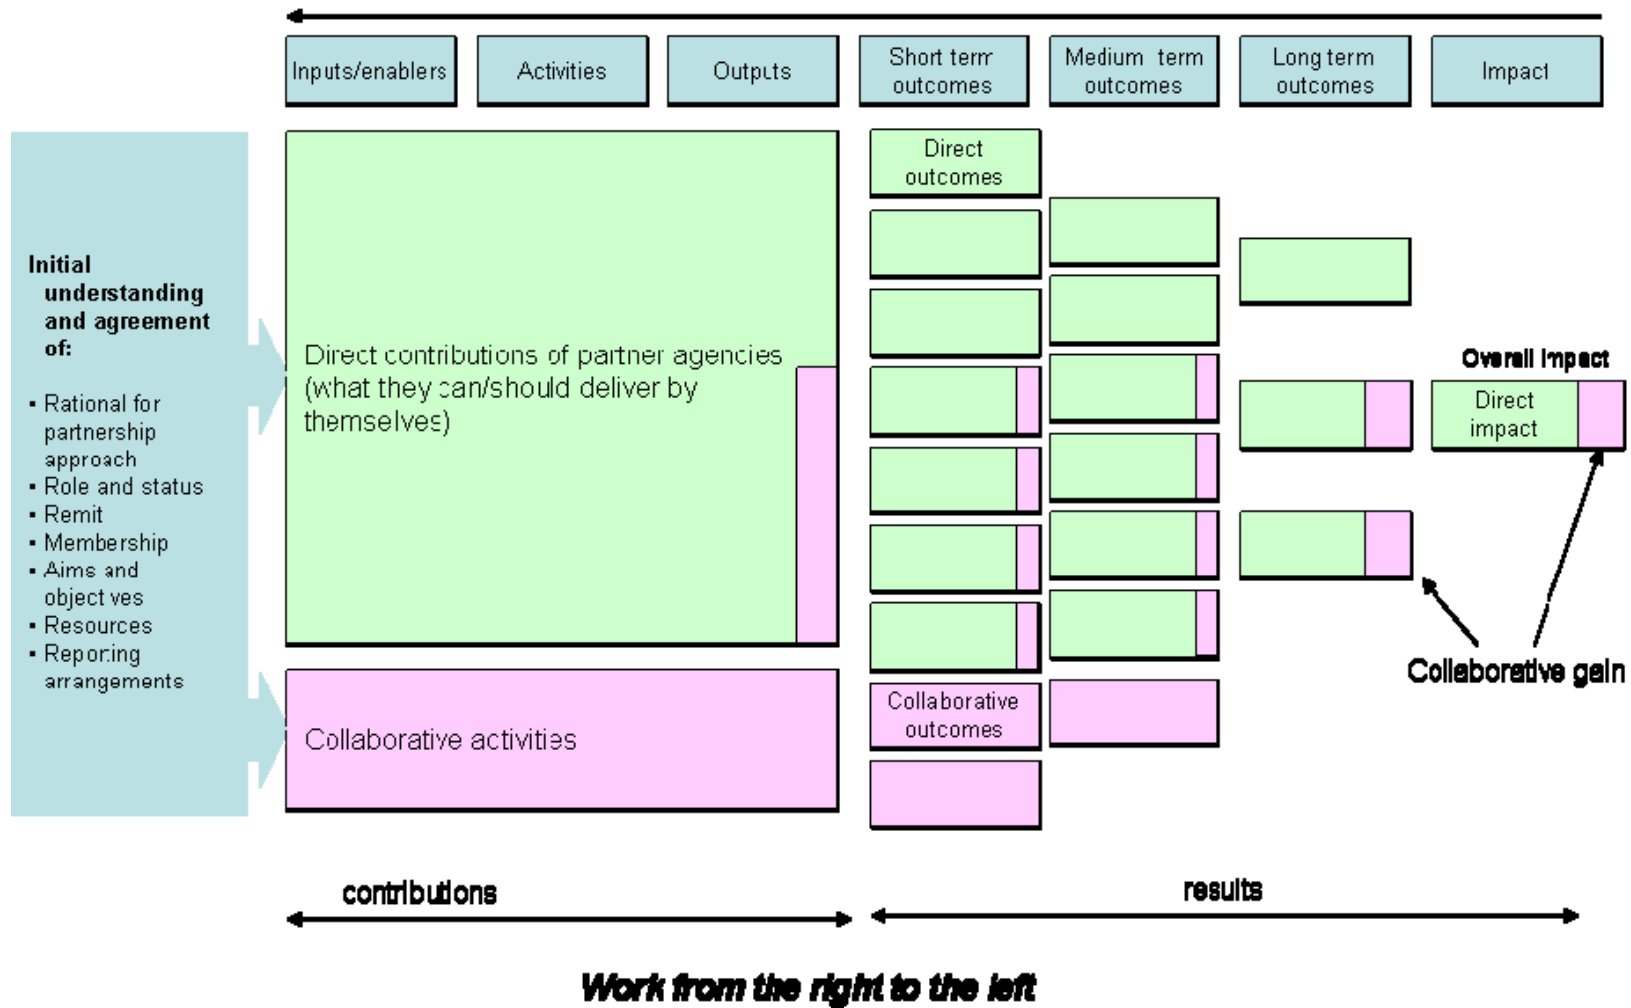 Inputs/enablers
Activities
Outputs
Short term
outcomes
Medium term
outcomes
Long term
outcomes
Impact
Initial
understanding
and agreement
of:
▪ Rational for
partnership
approach
▪ Role and status
▪ Remit
▪ Membership
▪ Aims and
objectives
▪ Resources
▪ Reporting
arrangements
Direct contributions of partner agencies
(what they can/should deliver by
themselves)
Collaborative activities
Direct
outcomes
Collaborative
outcomes
Overall impact
Direct
impact
Collaborative gain
contributions
results
Work from the right to the left